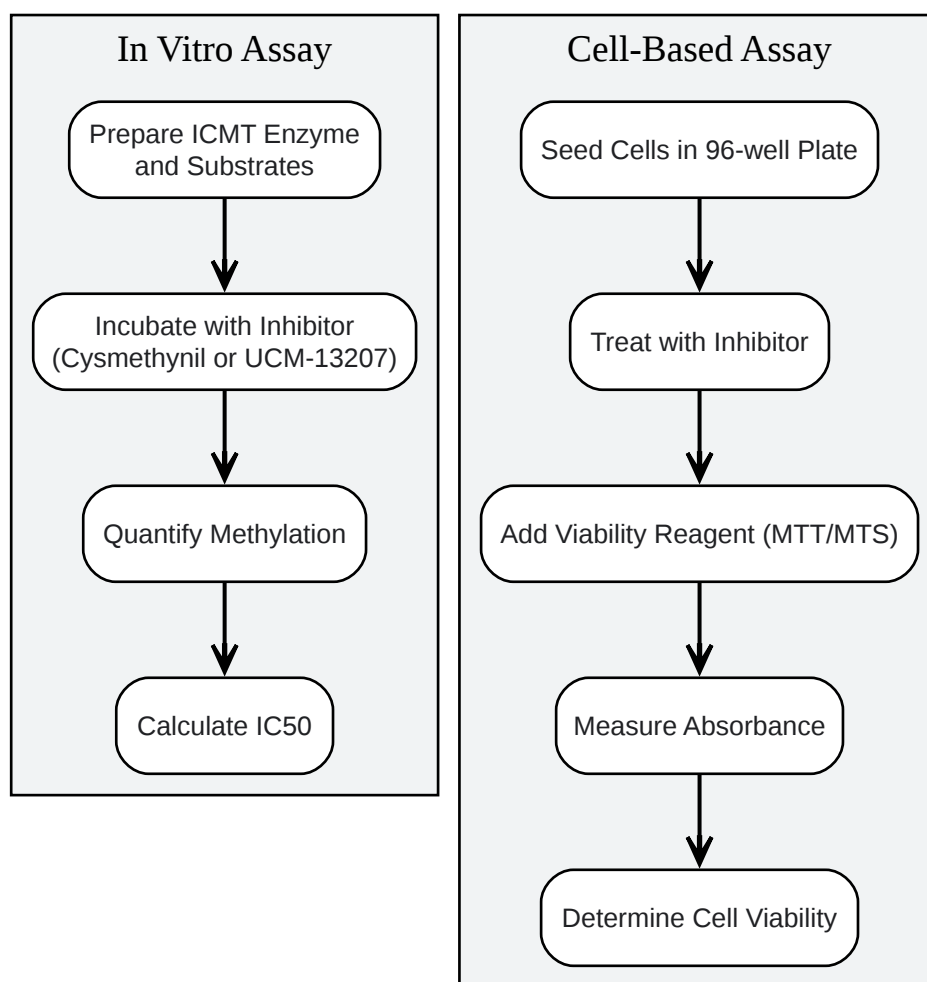 In Vitro Assay
Prepare ICMT Enzyme
and Substrates
Incubate with Inhibitor
(Cysmethynil or UCM-13207)
Quantify Methylation
Calculate IC50
Cell-Based Assay
Seed Cells in 96-well Plate
Treat with Inhibitor
Add Viability Reagent (MTT/MTS)
Measure Absorbance
Determine Cell Viability